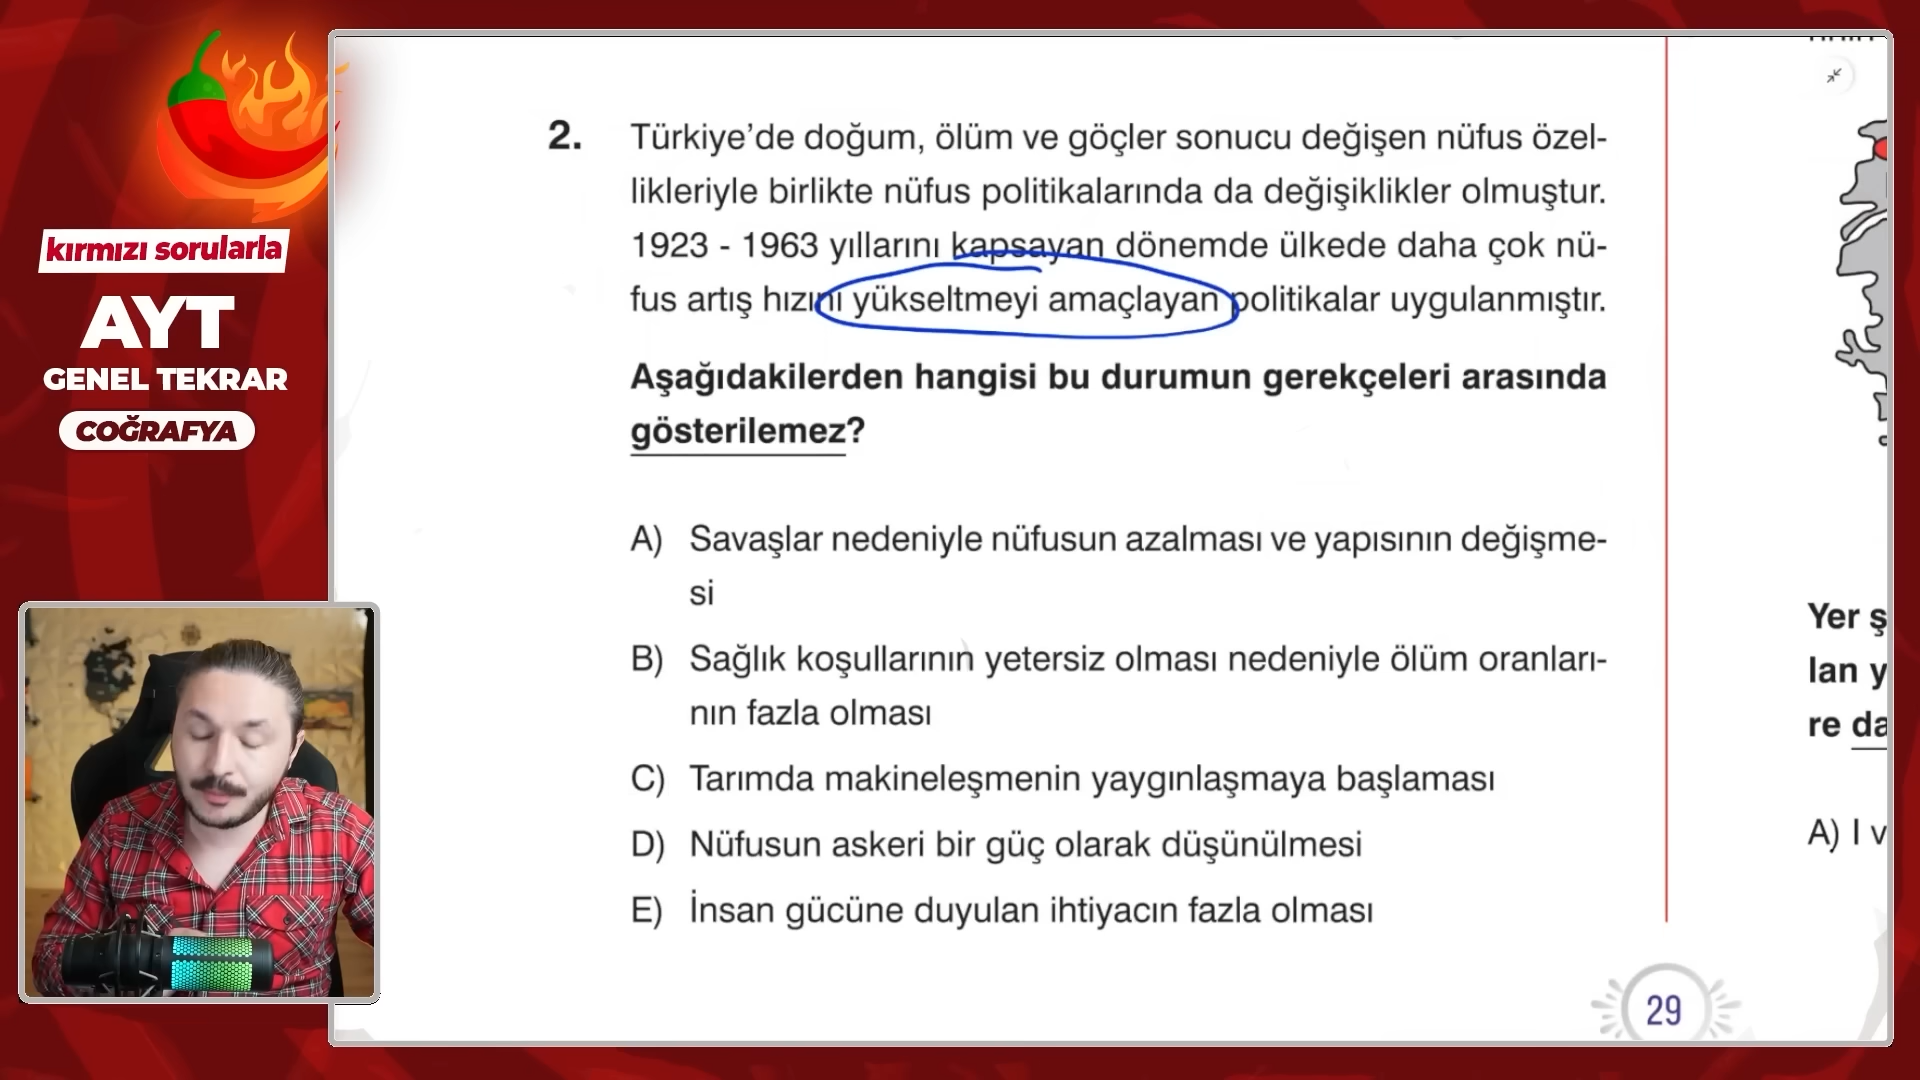 kırmızı sorularla
AYT
GENEL TEKRAR
COĞRAFYA
2. Türkiye’de doğum, ölüm ve göçler sonucu değişen nüfus özel-
likleriyle birlikte nüfus politikalarında da değişiklikler olmuştur.
1923 - 1963 yıllarını kapsayan dönemde ülkede daha çok nü-
fus artış hızını yükseltmeyi amaçlayan politikalar uygulanmıştır.
Aşağıdakilerden hangisi bu durumun gerekçeleri arasında
gösterilemez?
A) Savaşlar nedeniyle nüfusun azalması ve yapısının değişme-
si
B) Sağlık koşullarının yetersiz olması nedeniyle ölüm oranları-
nın fazla olması
C) Tarımda makineleşmenin yaygınlaşmaya başlaması
D) Nüfusun askeri bir güç olarak düşünülmesi
E) İnsan gücüne duyulan ihtiyacın fazla olması
29
Yer ş
lan y
re da
A) I v